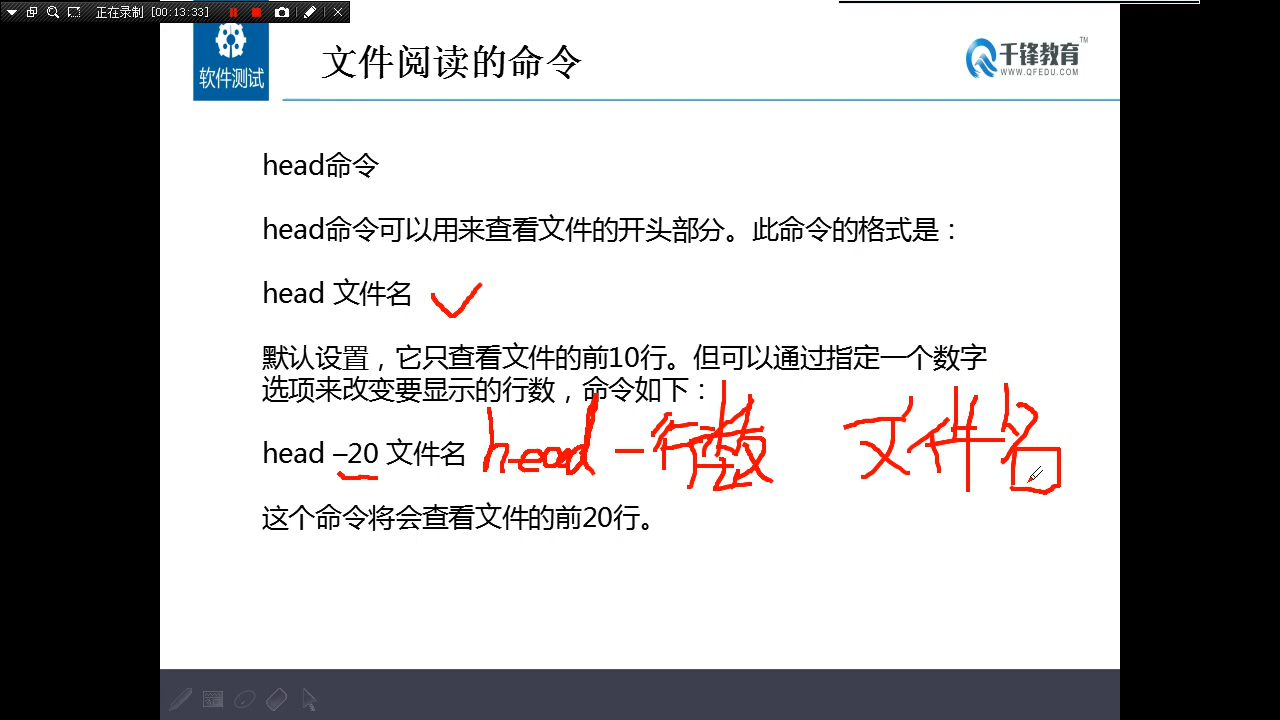 正在录制 [00:13:33]
软件测试
文件阅读的命令
千锋教育 TM
WWW.QFEDU.COM
head命令
head命令可以用来查看文件的开头部分。此命令的格式是：
head 文件名
默认设置，它只查看文件的前10行。但可以通过指定一个数字
选项来改变要显示的行数，命令如下：
head –20 文件名 head -行数 文件名
这个命令将会查看文件的前20行。